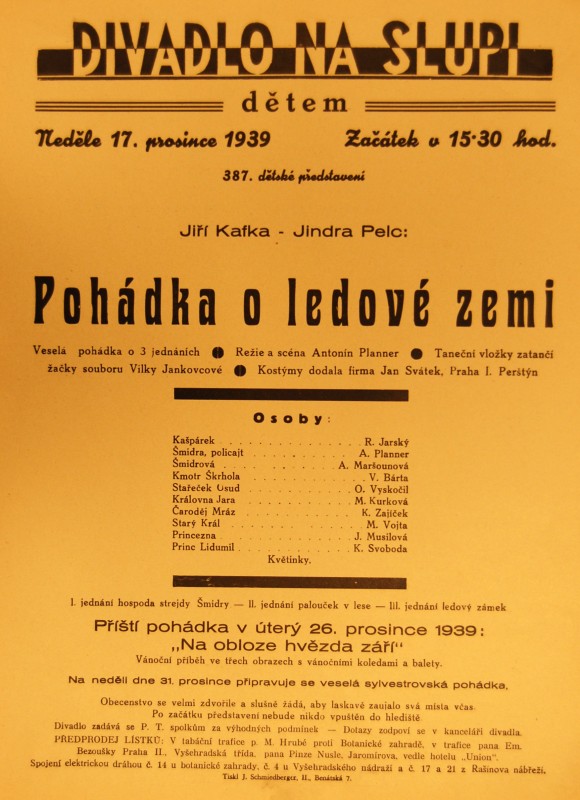 DIVADLO NA SLUPI
dětem
Neděle 17. prosince 1939 Začátek v 15·30 hod.
387. dětské představení
Jiří Kafka - Jindra Pelc:
Pohádka o ledové zemi
Veselá pohádka o 3 jednáních ● Režie a scéna Antonín Planner ● Taneční vložky zatančí
žačky souboru Vilky Jankovcové ● Kostýmy dodala firma Jan Svátek, Praha I. Perštýn
Osoby:
Kašpárek . . . . . . . . . . . . . R. Jarský
Šmidra, policajt . . . . . . . . . . A. Planner
Šmidrová . . . . . . . . . . . A. Maršounová
Kmotr Škrhola . . . . . . . . . . . V. Bárta
Stařeček Osud . . . . . . . . . . O. Vyskočil
Královna Jara . . . . . . . . . . M. Kurková
Čaroděj Mráz . . . . . . . . . . . K. Zajíček
Starý Král . . . . . . . . . . . . M. Vojta
Princezna . . . . . . . . . . . . J. Musilová
Princ Lidumil . . . . . . . . . . K. Svoboda
Květinky.
I. jednání hospoda strejdy Šmidry — II. jednání palouček v lese — III. jednání ledový zámek
Příští pohádka v úterý 26. prosince 1939:
„Na obloze hvězda září"
Vánoční příběh ve třech obrazech s vánočními koledami a balety.
Na neděli dne 31. prosince připravuje se veselá sylvestrovská pohádka.
Obecenstvo se velmi zdvořile a slušně žádá, aby laskavě zaujalo svá místa včas.
Po začátku představení nebude nikdo vpuštěn do hlediště.
Divadlo zadává se P. T. spolkům za výhodných podmínek — Dotazy zodpoví se v kanceláři divadla.
PŘEDPRODEJ LÍSTKŮ: V tabáční trafice p. M. Hrubé proti Botanické zahradě, v trafice pana Em.
Bezoušky Praha II., Vyšehradská třída, pana Pinze Nusle, Jaromírova, vedle hotelu „Union".
Spojení elektrickou dráhou č. 14 u botanické zahrady, č. 4 u Vyšehradského nádraží a č. 17 a 21 z Rašínova nábřeží.
Tiskl J. Schmiedberger, II., Benátská 7.